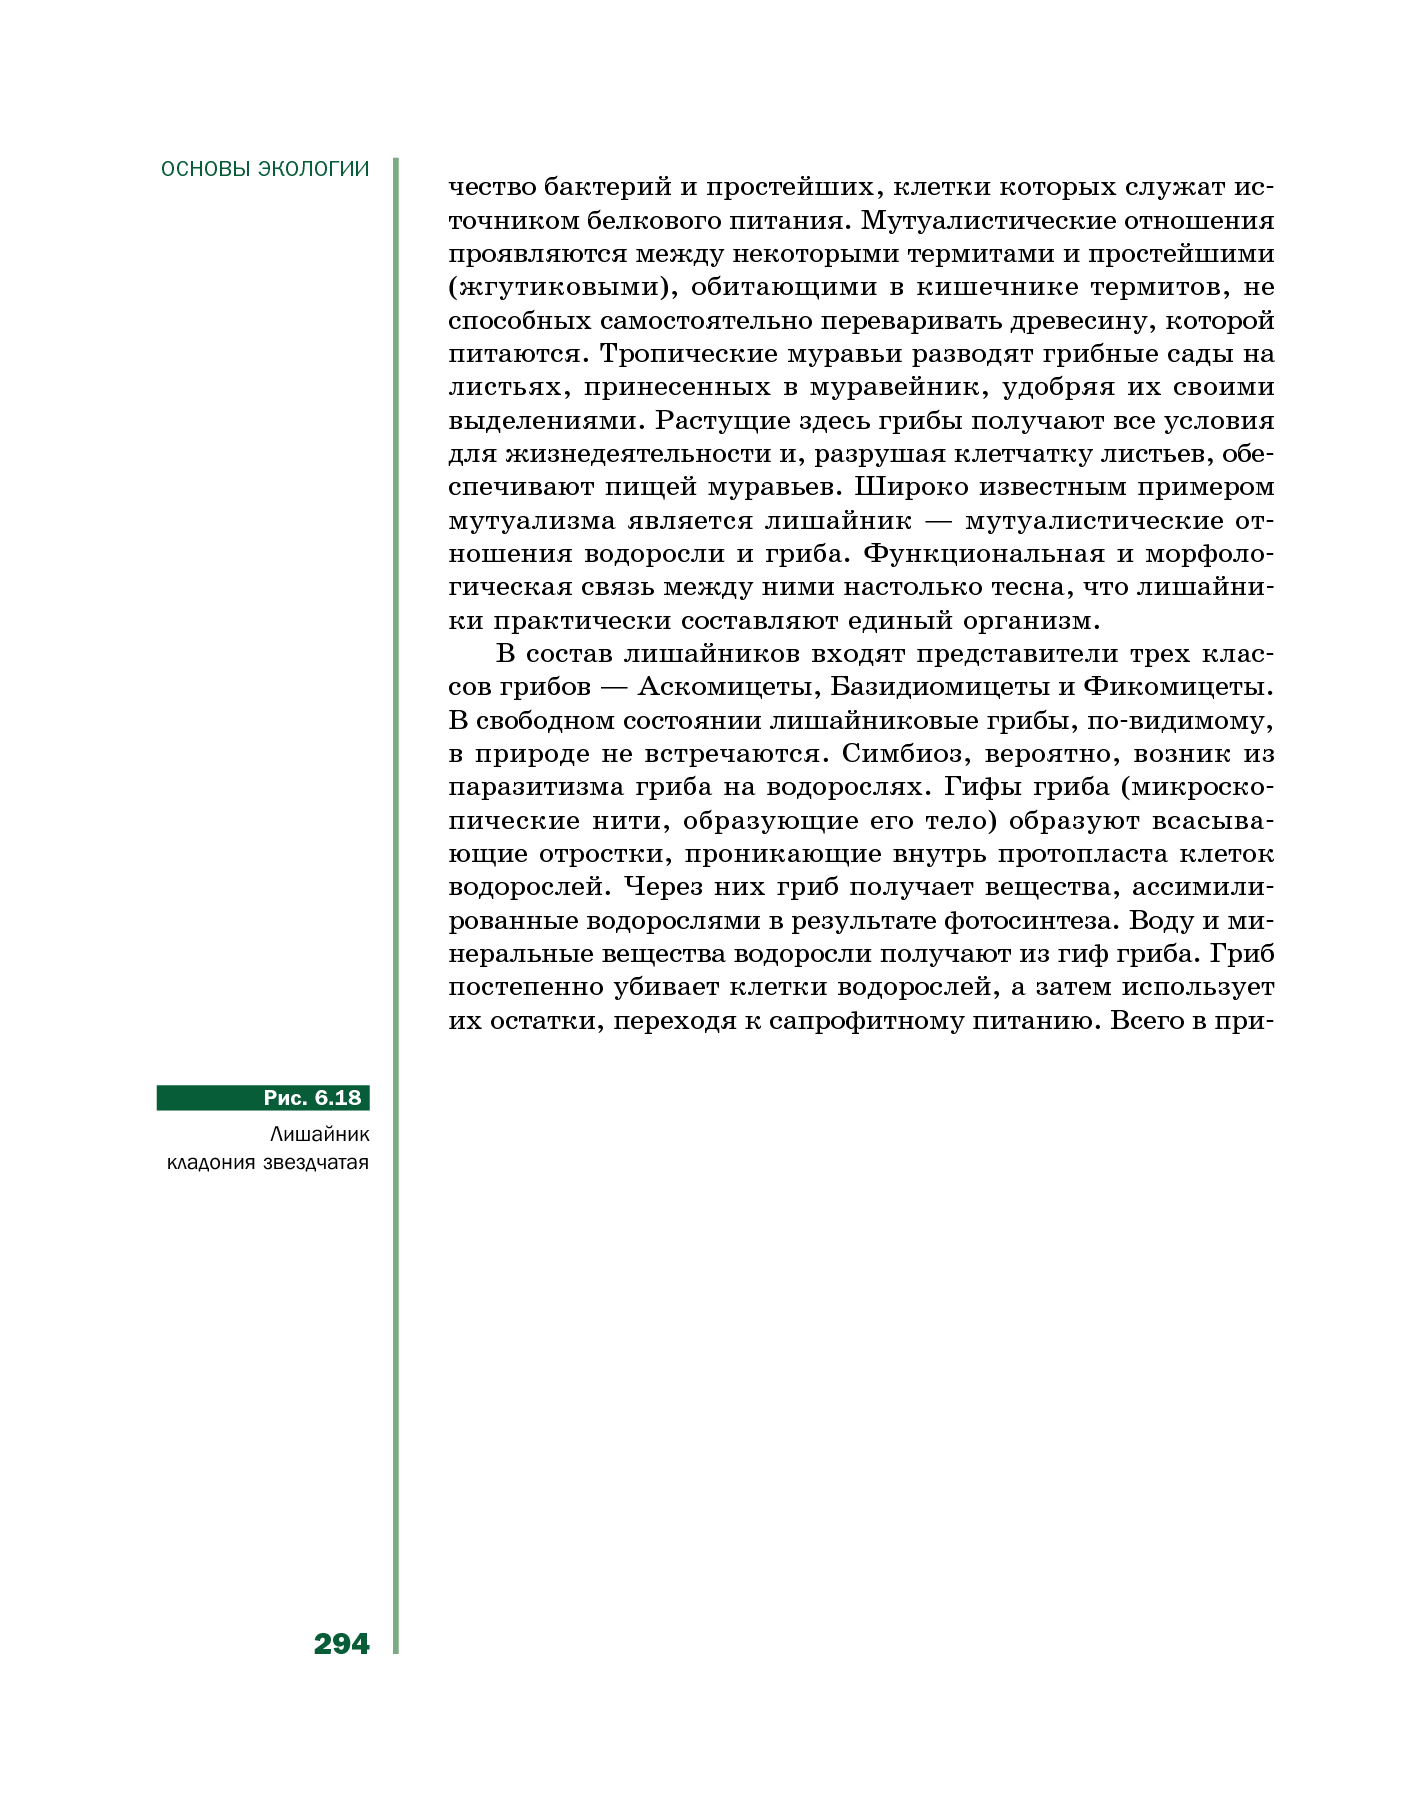 ОСНОВЫ ЭКОЛОГИИ
чество бактерий и простейших, клетки которых служат ис-
точником белкового питания. Мутуалистические отношения
проявляются между некоторыми термитами и простейшими
(жгутиковыми), обитающими в кишечнике термитов, не
способных самостоятельно переваривать древесину, которой
питаются. Тропические муравьи разводят грибные сады на
листьях, принесенных в муравейник, удобряя их своими
выделениями. Растущие здесь грибы получают все условия
для жизнедеятельности и, разрушая клетчатку листьев, обе-
спечивают пищей муравьев. Широко известным примером
мутуализма является лишайник — мутуалистические от-
ношения водоросли и гриба. Функциональная и морфоло-
гическая связь между ними настолько тесна, что лишайни-
ки практически составляют единый организм.
В состав лишайников входят представители трех клас-
сов грибов — Аскомицеты, Базидиомицеты и Фикомицеты.
В свободном состоянии лишайниковые грибы, по-видимому,
в природе не встречаются. Симбиоз, вероятно, возник из
паразитизма гриба на водорослях. Гифы гриба (микроско-
пические нити, образующие его тело) образуют всасыва-
ющие отростки, проникающие внутрь протопласта клеток
водорослей. Через них гриб получает вещества, ассимили-
рованные водорослями в результате фотосинтеза. Воду и ми-
неральные вещества водоросли получают из гиф гриба. Гриб
постепенно убивает клетки водорослей, а затем использует
их остатки, переходя к сапрофитному питанию. Всего в при-
Рис. 6.18
Лишайник
кладония звездчатая
294